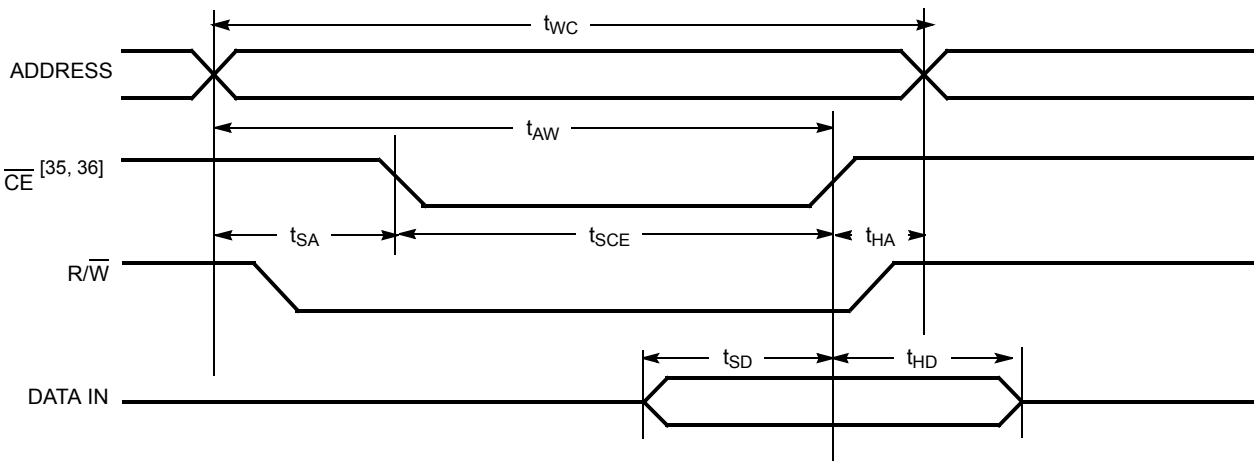 tWC
ADDRESS
tAW
CE [35, 36]
tSA
tSCE
tHA
R/W
tSD
tHD
DATA IN